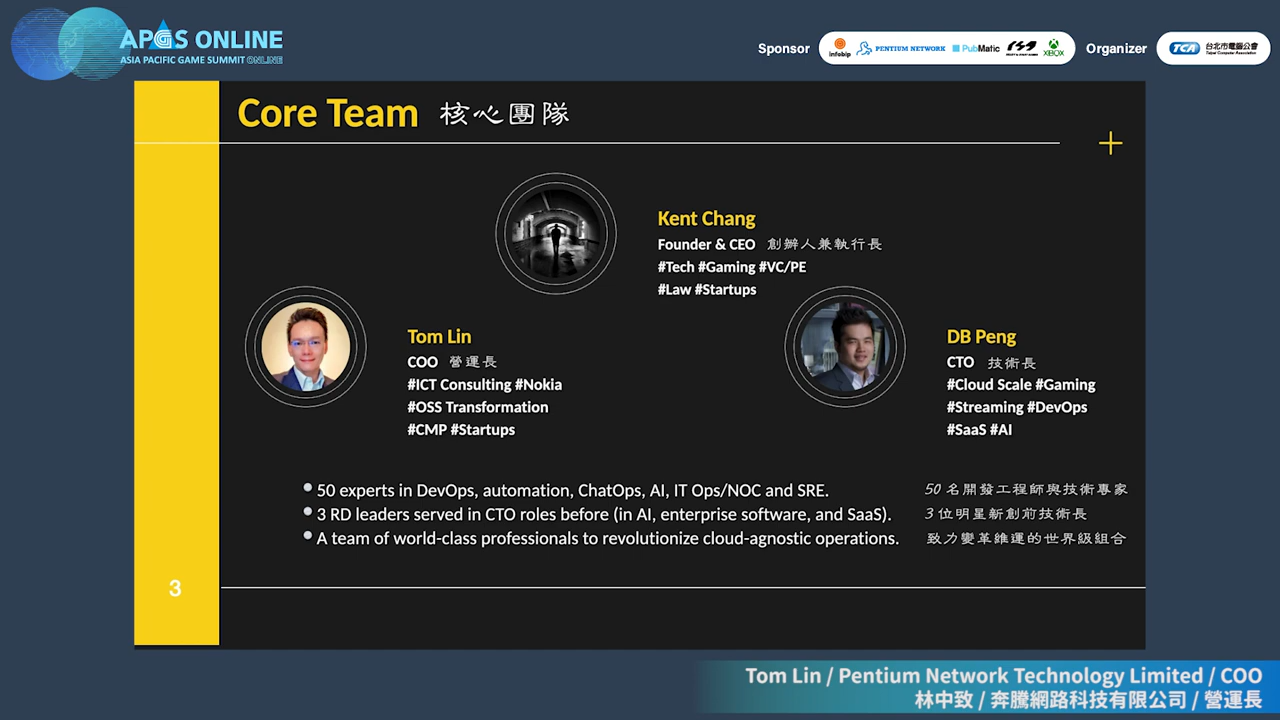 APGS ONLINE
ASIA PACIFIC GAME SUMMIT ONLINE
Sponsor
infobip
PENTIUM NETWORK
PubMatic
XBOX
Organizer
TCA
台北市電腦公會
Taipei Computer Association
Core Team 核心團隊
Kent Chang
Founder & CEO 創辦人兼執行長
#Tech #Gaming #VC/PE
#Law #Startups
Tom Lin
COO 營運長
#ICT Consulting #Nokia
#OSS Transformation
#CMP #Startups
DB Peng
CTO 技術長
#Cloud Scale #Gaming
#Streaming #DevOps
#SaaS #AI
50 experts in DevOps, automation, ChatOps, AI, IT Ops/NOC and SRE. 50 名開發工程師與技術專家
3 RD leaders served in CTO roles before (in AI, enterprise software, and SaaS). 3 位明星新創前技術長
A team of world-class professionals to revolutionize cloud-agnostic operations. 致力變革維運的世界級組合
3
Tom Lin / Pentium Network Technology Limited / COO
林中致 / 奔騰網路科技有限公司 / 營運長